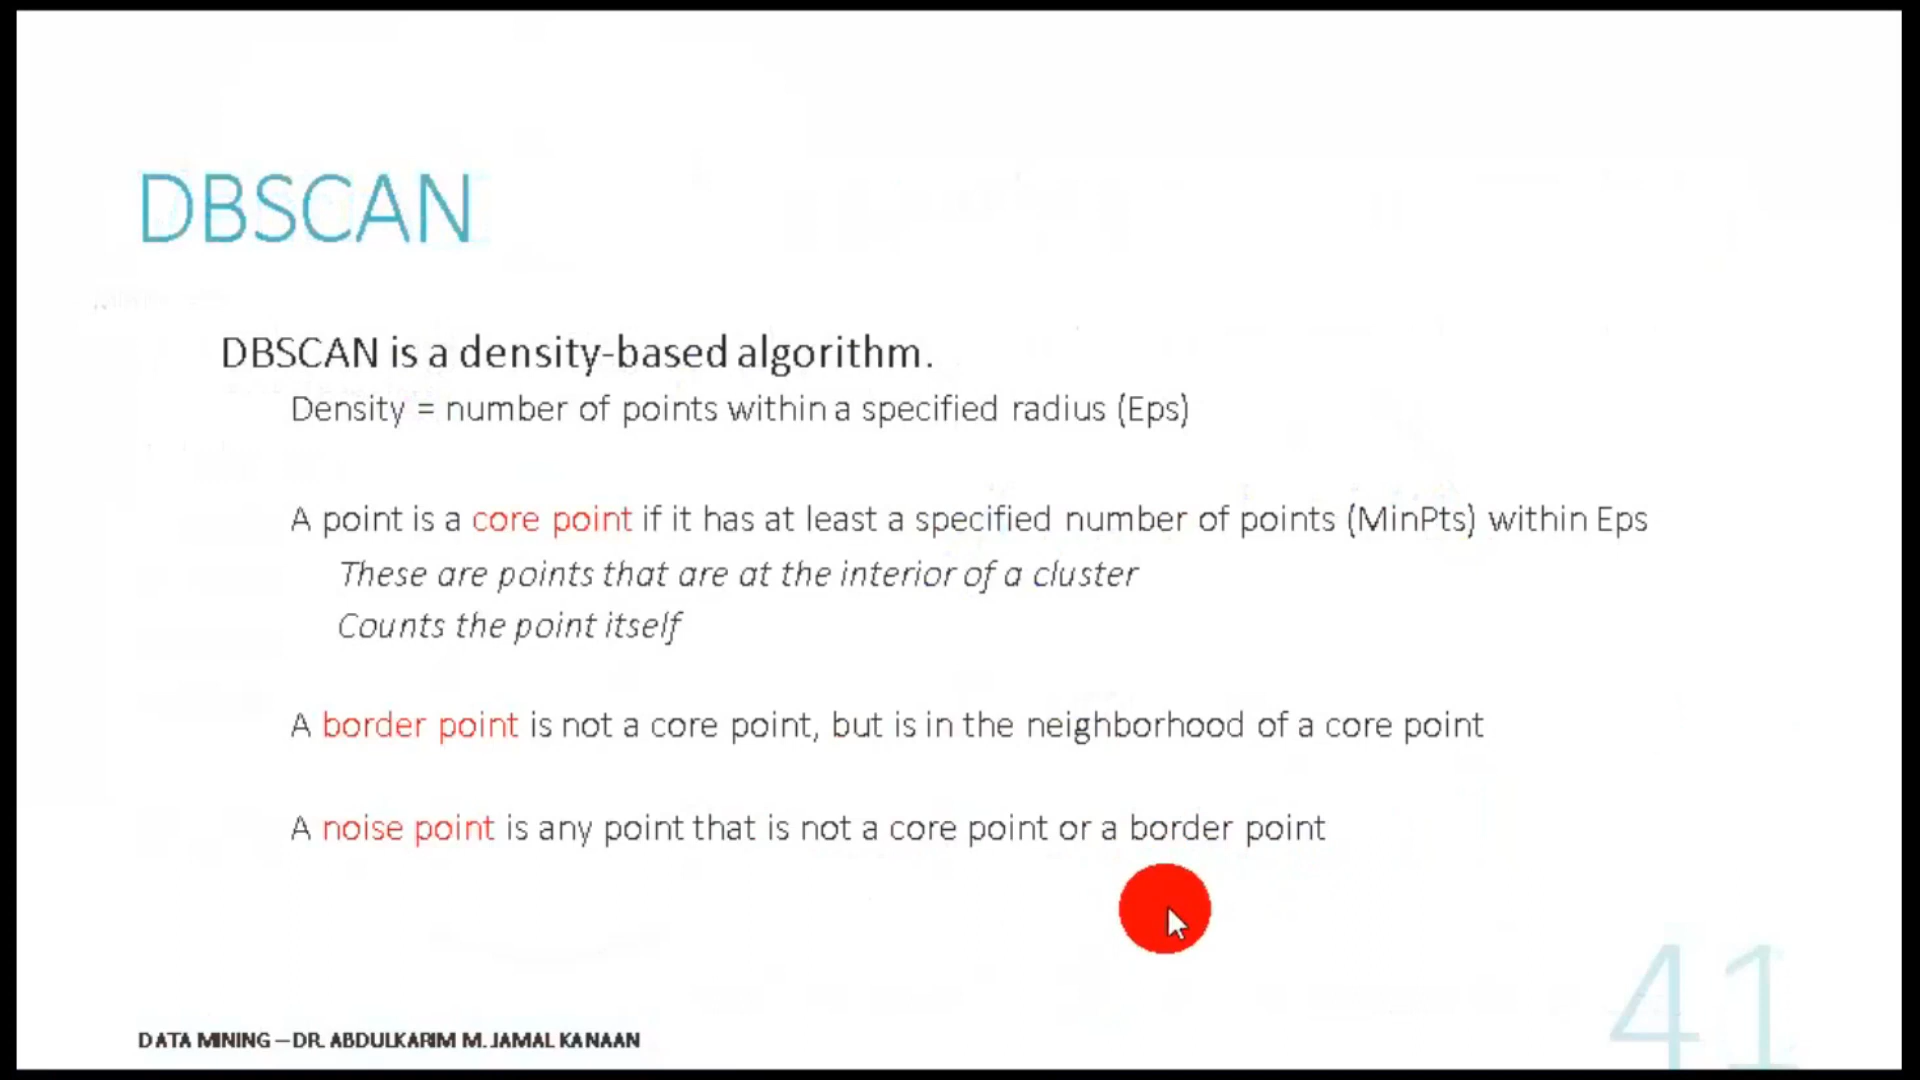 DBSCAN
DBSCAN is a density-based algorithm.
Density = number of points within a specified radius (Eps)
A point is a core point if it has at least a specified number of points (MinPts) within Eps
These are points that are at the interior of a cluster
Counts the point itself
A border point is not a core point, but is in the neighborhood of a core point
A noise point is any point that is not a core point or a border point
DATA MINING – DR. ABDULKARIM M. JAMAL KANAAN
41